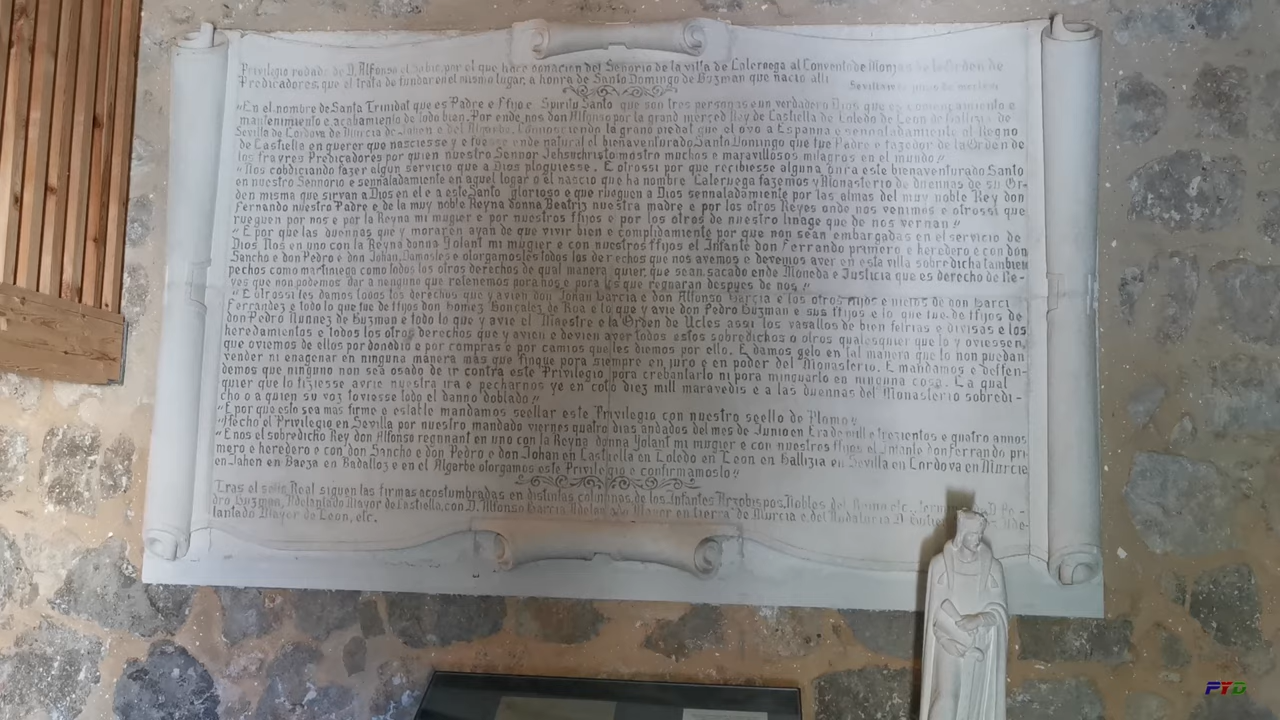 Privilegio rodado de D. Alfonso el Sabio, por el que hace donación del Señorío de la villa de Caleruega al Convento de Monjas de la Orden de
Predicadores, que el trata de fundar en el mismo lugar, a honra de Santo Domingo de Guzman que nació allí
Sevilla
«En el nombre de Santa Trinidat que es Padre e ffijo e Spiritu Santo que son tres personas e un verdadero Dios que es comenzamiento e
mantenimiento e acabamiento de todo bien. Por ende nos don Alfonso por la grand merced Rey de Castiella de Toledo de Leon de Gallizia de
Sevilla de Cordova de Murcia de Jahen e del Algarbe. Connosciendo la grand piedat que el ovo a Espanna e sennaladamiente al Regno
de Castiella en querer que nasciesse y e fuesse ende natural el bienaventurado Santo Domingo que fue Padre e fazedor de la Orden de
los frayres Predicadores por quien nuestro Sennor Jehsuchristo mostro muchos e maravillosos milagros en el mundo»
«Nos cobdiciando fazer algun servicio que a Dios ploguiesse. E otrossi por que recibiesse alguna onra este bienaventurado Santo
en nuestro Sennorio e sennaladamiente en aquel logar o al nascio que ha nombre Caleruega fazemos y Monasterio de duennas de su Or-
den misma que sirvan a Dios en el e a este Santo glorioso e que rueguen a Dios sennaladamiente por las almas del muy noble Rey don
Fernando nuestro Padre e de la muy noble Reyna donna Beatriz nuestra madre e por los otros Reyes onde nos venimos e otrossi que
rueguen por nos e por la Reyna mi mugier e por nuestros ffijos e por los otros de nuestro linage que de nos vernan»
«E por que las duennas que y moraren ayan de que vivir bien e complidamiente por que non sean embargadas en el servicio de
Dios Nos en uno con la Reyna donna Yolant mi mugier e con nuestros ffijos el Infante don Ferrando primero e heredero e con don
Sancho e don Pedro e don Johan. Damosles e otorgamosles todos los derechos que nos avemos e devemos aver en esta villa sobredicha tambien
pechos como martiniega como todos los otros derechos de qual manera quier, que sean, sacado ende Moneda e Justicia que es derecho de Re-
yes que non podemos dar a ninguno que retenemos pora nos e pora los que regnaran despues de nos»
«E otrossi les damos todos los derechos que y avien don Johan Garcia e don Alfonso Garcia e los otros ffijos e nietos de don Garci
Ferrandez e todo lo que fue de fijos don Gomez Gonçalez de Roa e lo que y avie don Pedro Guzman e sus ffijos e lo que fue de ffijos de
don Pedro Nunnez de Guzman e todo lo que y avie el Maestre e la Orden de Ucles assi los vasallos de bien fetrias e divisas e los
heredamientos e todos los otros derechos que y avien e devien aver todos estos sobredichos o otros qualesquier que lo y oviessen,
que oviemos de ellos por donadio e por compras o por camios que les diemos por ello. E damos gelo en tal manera que lo non puedan
vender ni enagenar en ninguna manera más que finque pora siempre en juro e en poder del Monasterio. E mandamos e deffen-
demos que ninguno non sea osado de ir contra este Privilegio pora crebantarlo ni pora minguarlo en ninguna cosa. Ca qual
quier que lo fiziesse avrie nuestra ira e pecharnos ye en coto diez mill maravedis e a las duennas del Monasterio sobredi-
cho o a quien su voz toviesse todo el danno doblado»
«E por que esto sea mas firme e estable mandamos seellar este Privilegio con nuestro seello de Plomo»
«Ffecho el Privilegio en Sevilla por nuestro mandado viernes quatro dias andados del mes de Junio en Era de mill e trezientos e quatro annos
«E nos el sobredicho Rey don Alfonso regnnant en uno con la Reyna donna Yolant mi mugier e con nuestros ffijos el Infante don Ferrando pri-
mero e heredero e con don Sancho e don Pedro e don Johan en Castiella en Toledo en Leon en Gallizia en Sevilla en Cordova en Murcia
en Jahen en Baeza en Badalloz e en el Algarbe otorgamos este Privilegio e confirmamoslo»
Tras el sello Real siguen las firmas acostumbradas en distintas columnas, de los Infantes Arzobispos, Nobles del Reino etc. D. Pe-
dro Guzman, Adelantado Mayor de Castiella, con D. Alfonso Garcia Adelantado Mayor en tierra de Murcia e del Andalucia D. Ade-
lantado Mayor de Leon, etc.
PTD